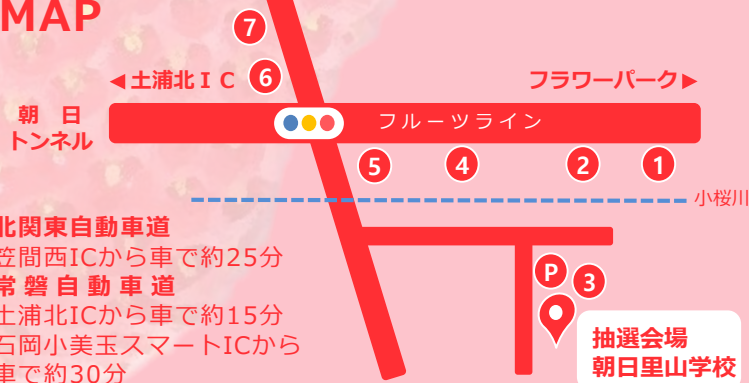 MAP
7
◀土浦北ＩＣ 6 フラワーパーク▶
朝 日
トンネル
フルーツライン
5 4 2 1
小桜川
北関東自動車道
笠間西ICから車で約25分
常磐自動車道
土浦北ICから車で約15分
石岡小美玉スマートICから
車で約30分
P 3
抽選会場
朝日里山学校